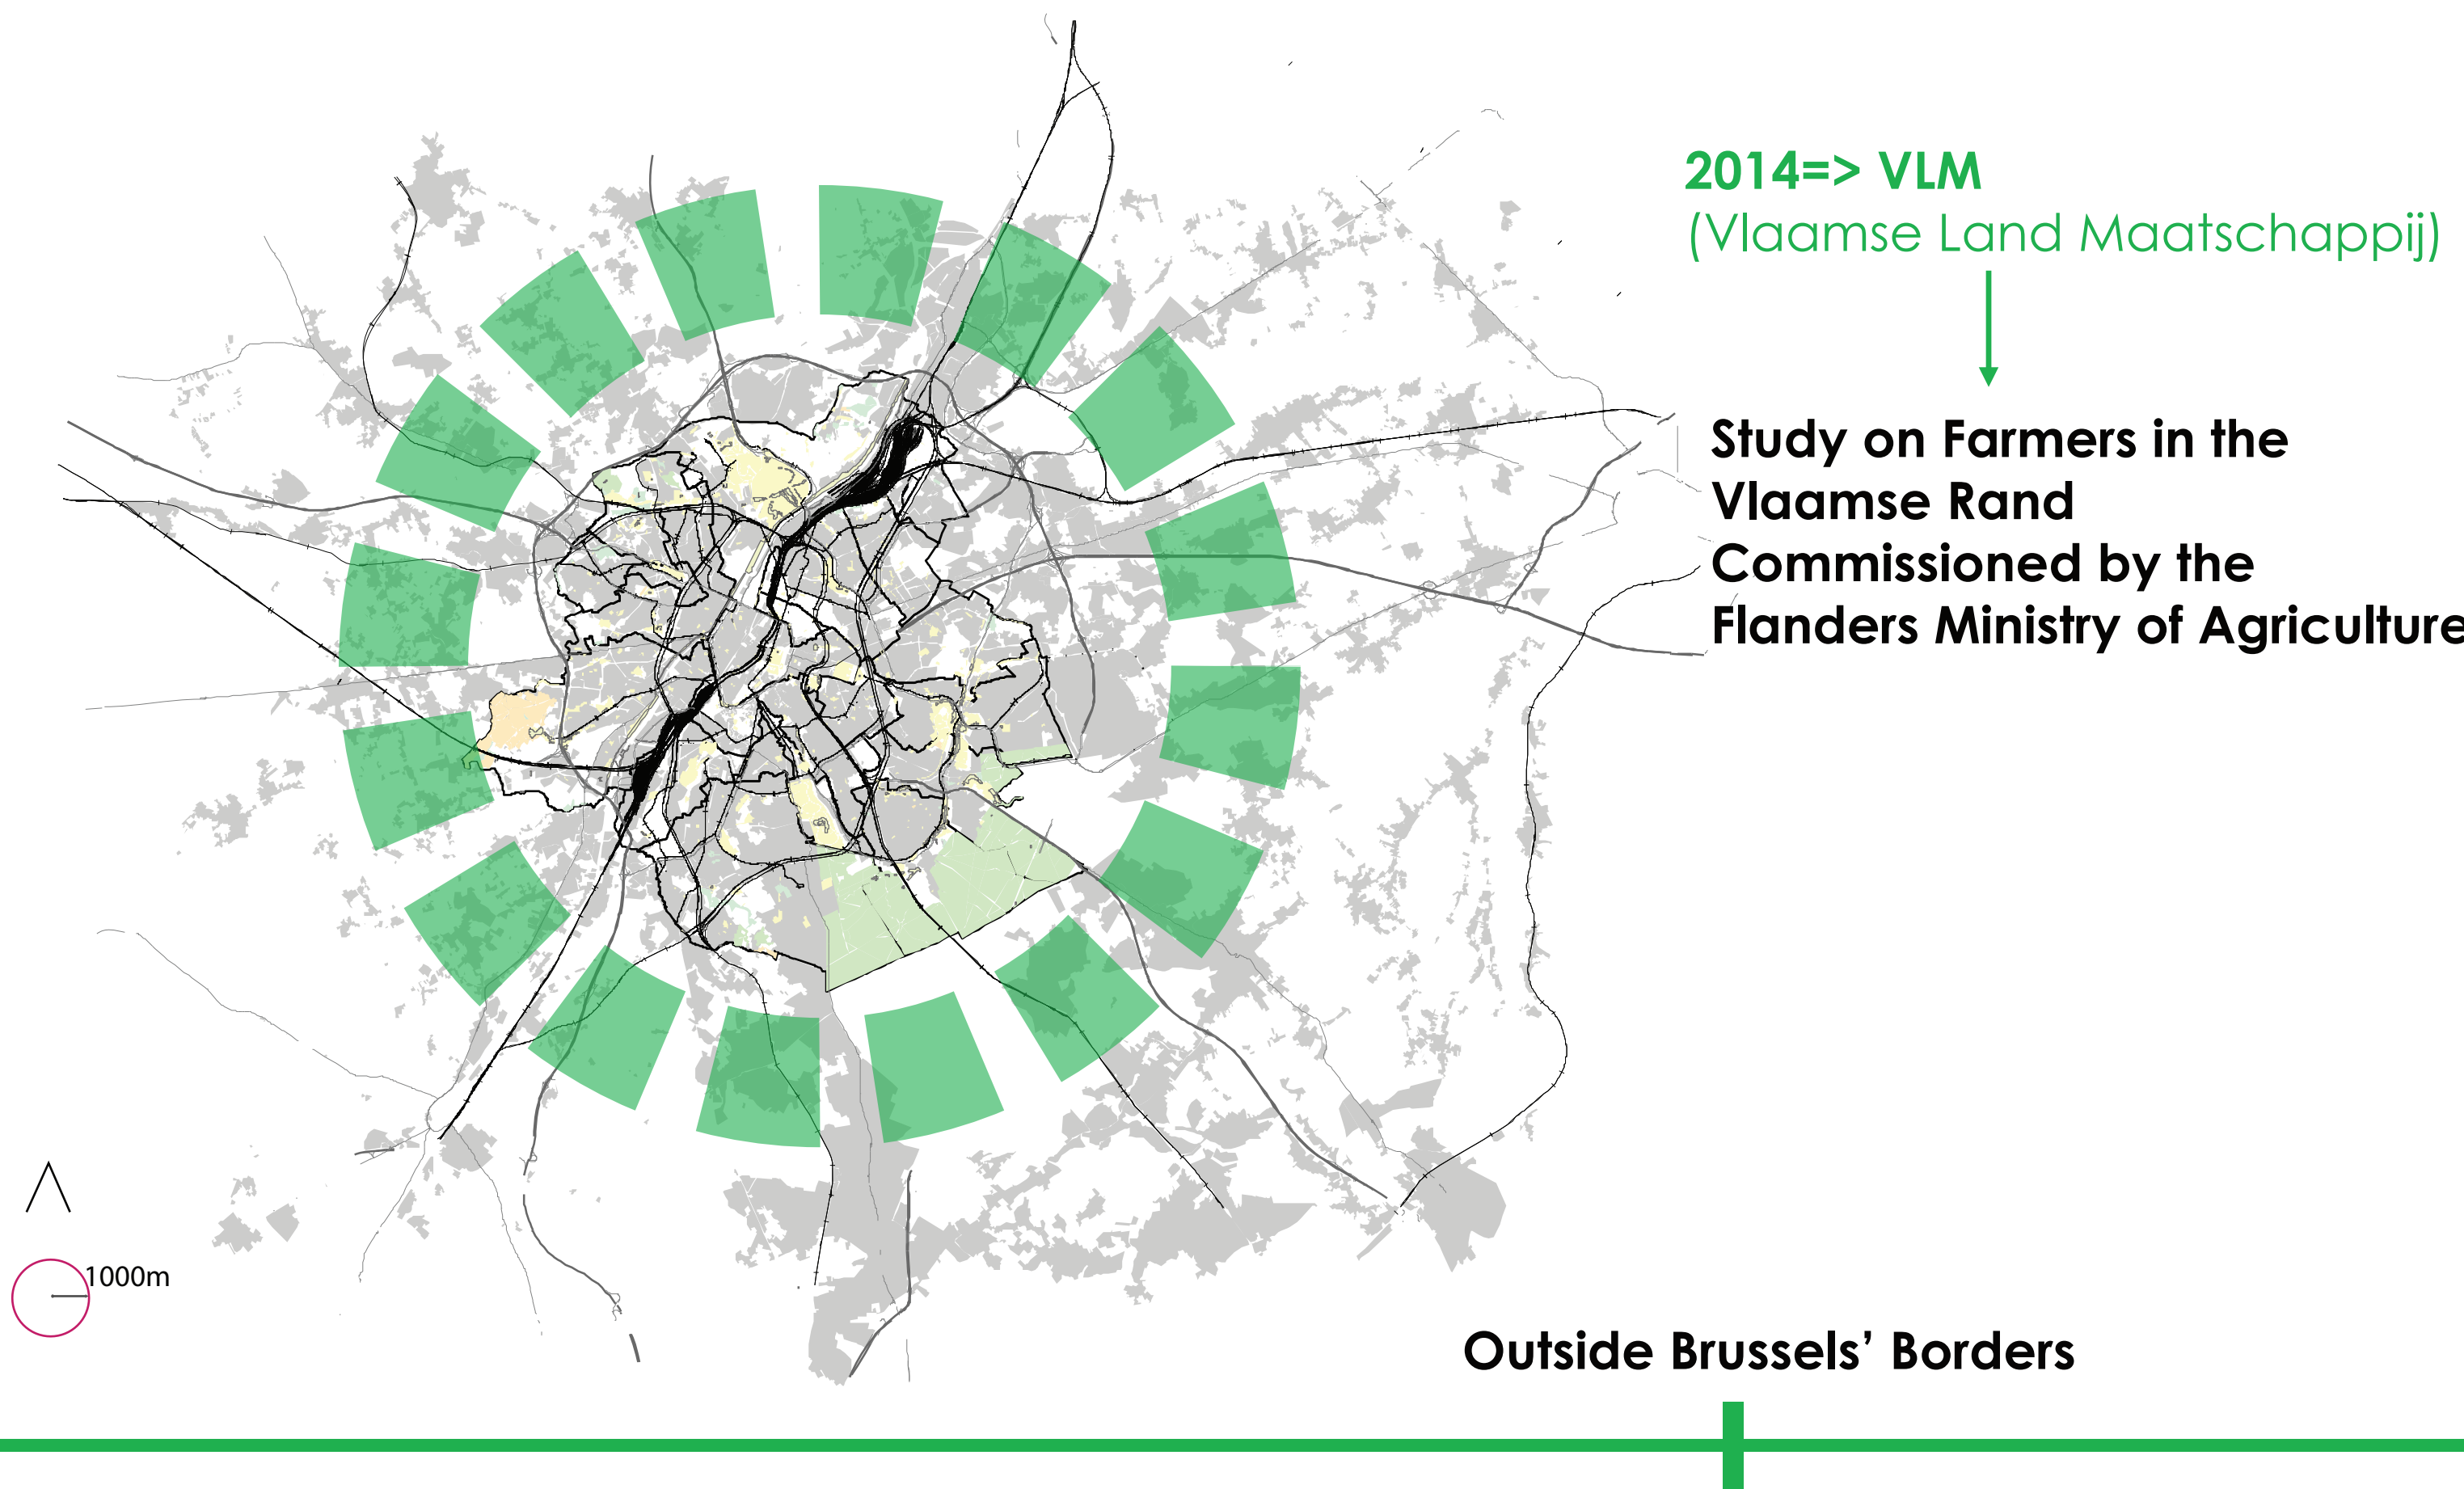 2014=> VLM
(Vlaamse Land Maatschappij)
Study on Farmers in the
Vlaamse Rand
Commissioned by the
Flanders Ministry of Agriculture
1000m
Outside Brussels’ Borders